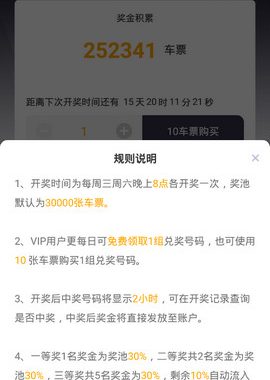 奖金积累
252341 车票
距离下次开奖时间还有 15天20时11分21秒
1
10车票购买
规则说明
1、开奖时间为每周三周六晚上8点各开奖一次，奖池
默认为30000张车票。
2、VIP用户更每日可免费领取1组兑奖号码，也可使用
10 张车票购买1组兑奖号码。
3、开奖后中奖号码将显示2小时，可在开奖记录查询
是否中奖，中奖后奖金将直接发放至账户。
4、一等奖1名奖金为奖池30%，二等奖共2名奖金为奖
池30%，三等奖共5名奖金为30%，剩余10%自动流入